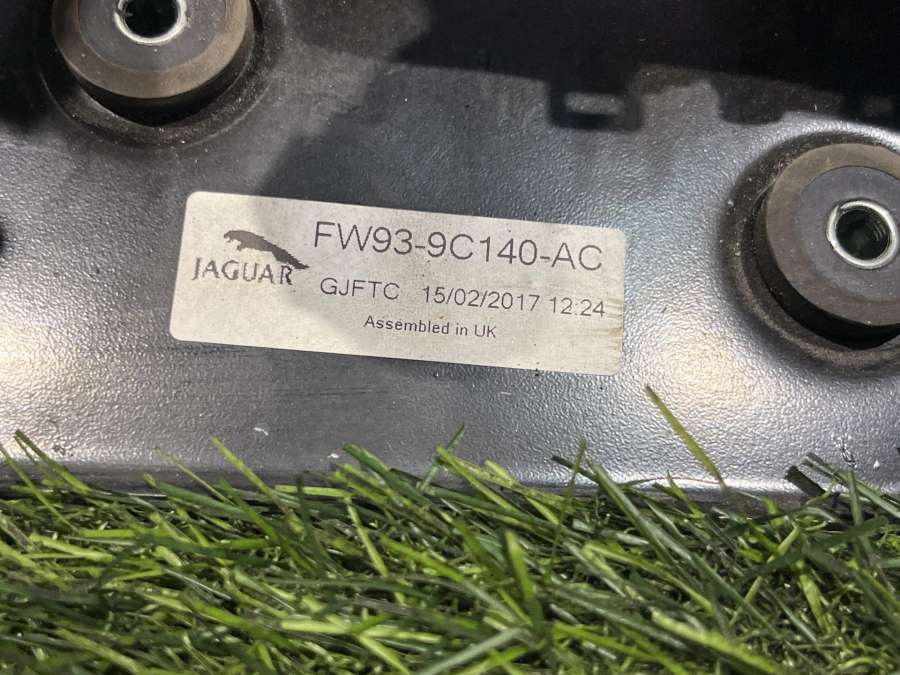 FW93-9C140-AC
JAGUAR
GJFTC 15/02/2017 12:24
Assembled in UK